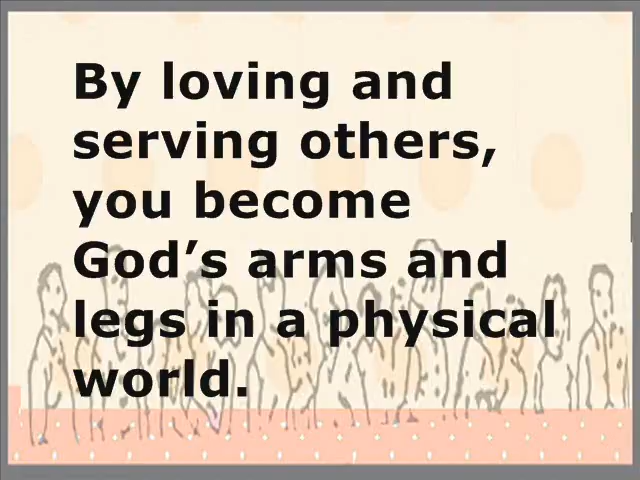 By loving and
serving others,
you become
God’s arms and
legs in a physical
world.